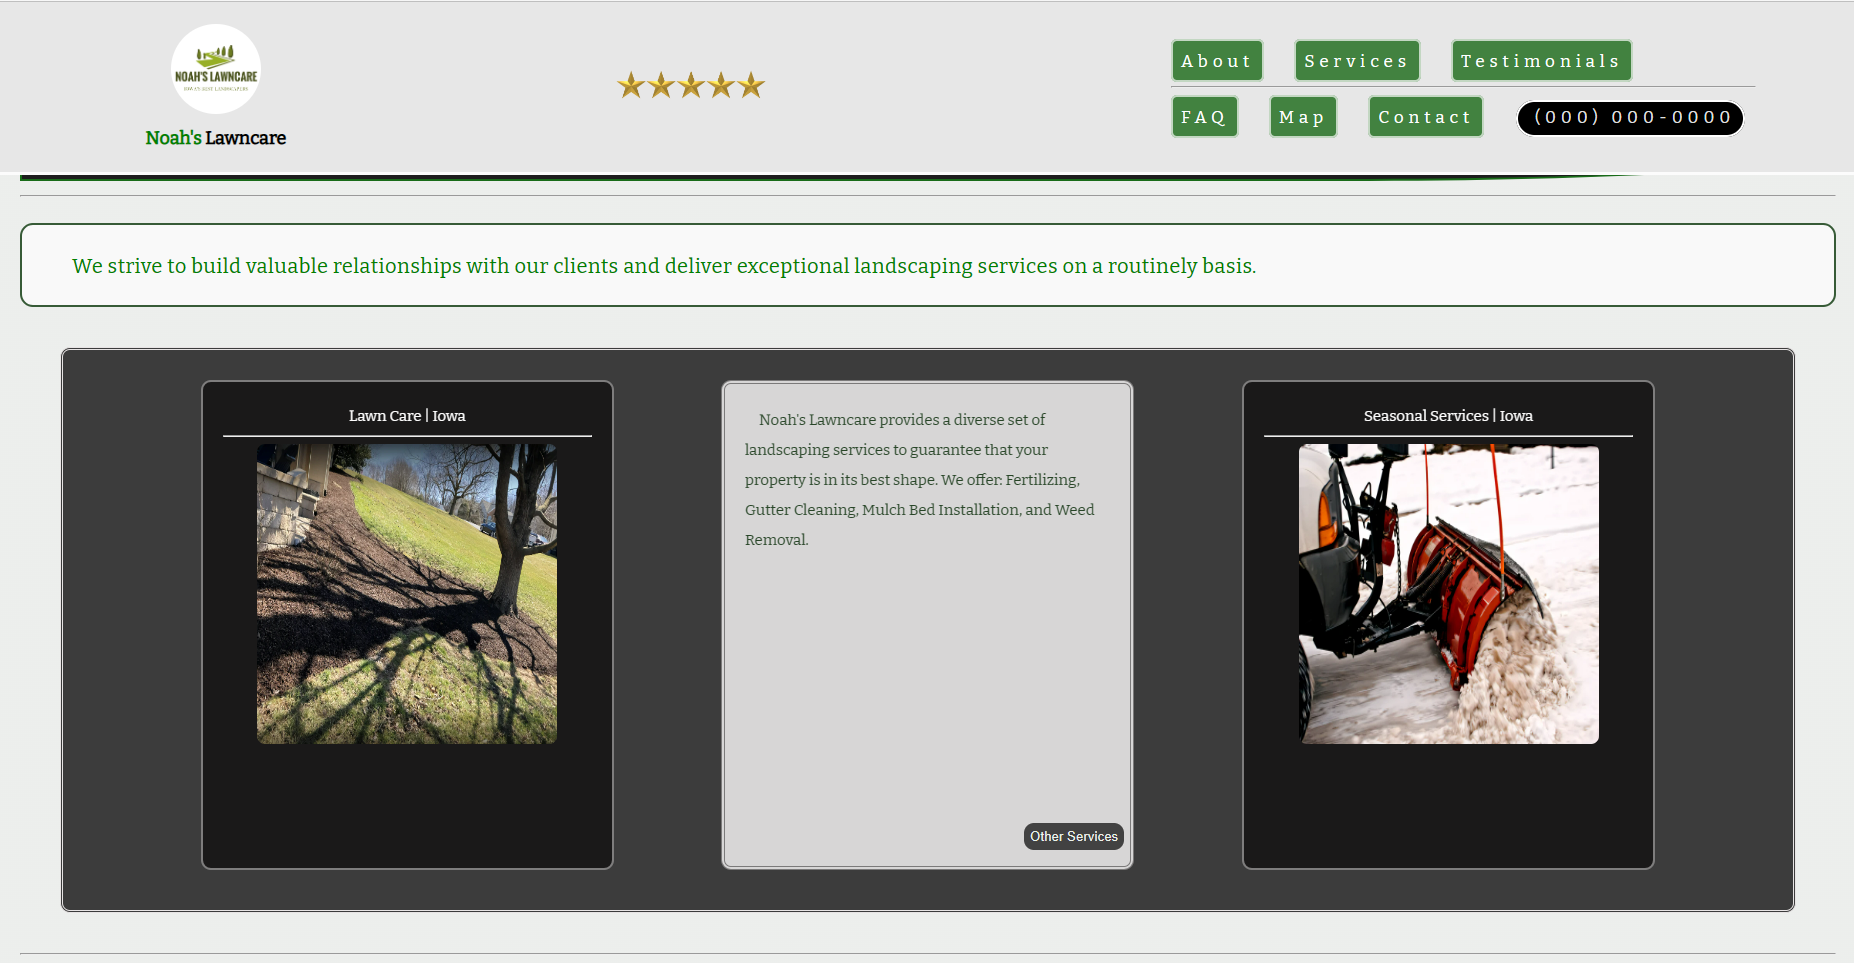 NOAH'S LAWNCARE
Noah's Lawncare
About
Services
Testimonials
FAQ
Map
Contact
(000) 000-0000
We strive to build valuable relationships with our clients and deliver exceptional landscaping services on a routinely basis.
Lawn Care | Iowa
Noah's Lawncare provides a diverse set of
landscaping services to guarantee that your
property is in its best shape. We offer: Fertilizing,
Gutter Cleaning, Mulch Bed Installation, and Weed
Removal.
Other Services
Seasonal Services | Iowa